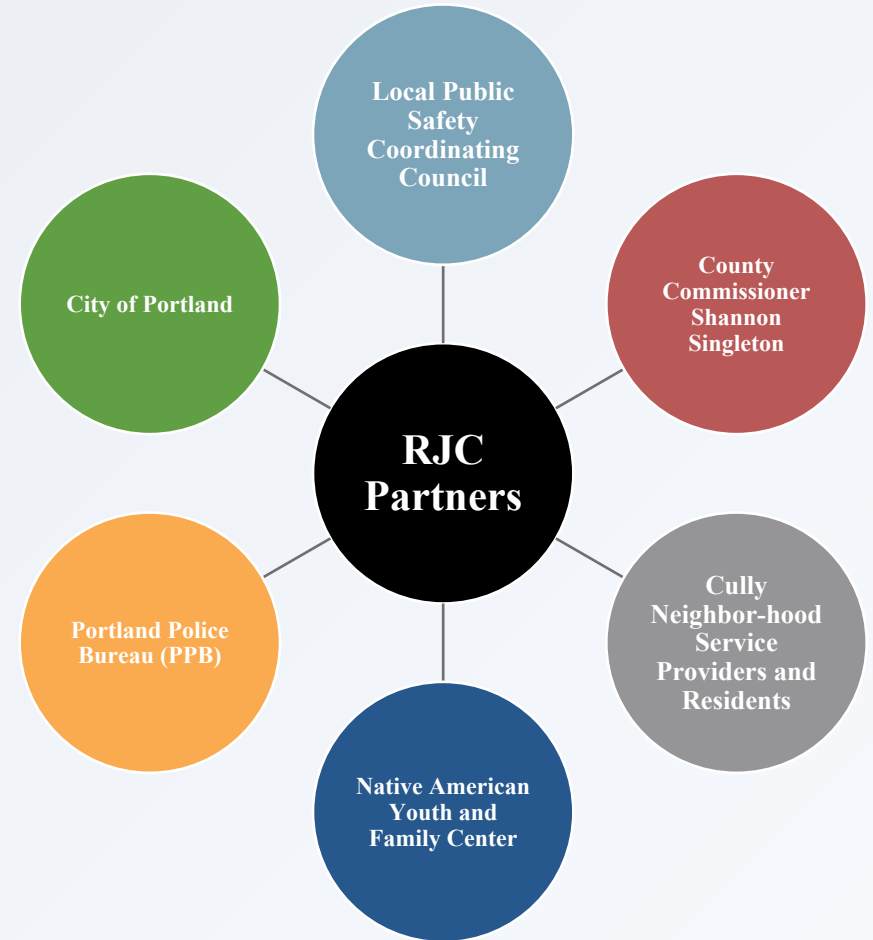 Local Public
Safety
Coordinating
Council
City of Portland
County
Commissioner
Shannon
Singleton
RJC
Partners
Portland Police
Bureau (PPB)
Cully
Neighbor-hood
Service
Providers and
Residents
Native American
Youth and
Family Center